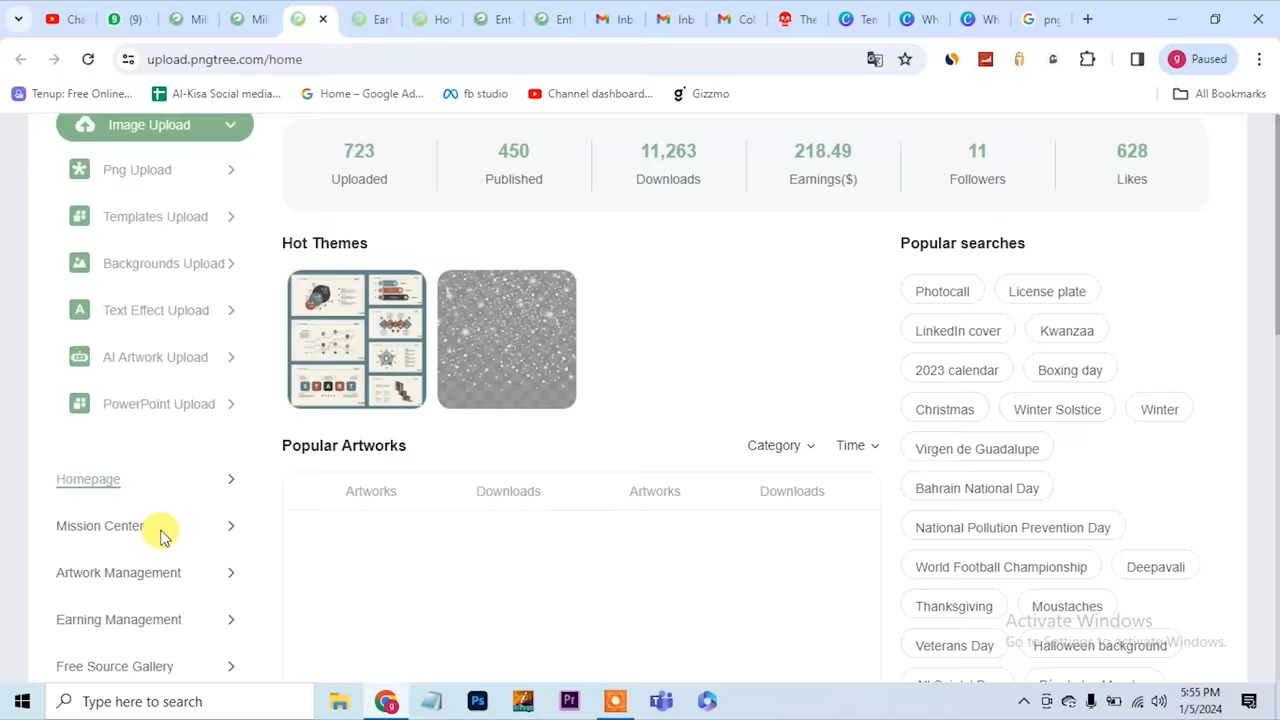 Cha
(9)
Mil
Mil
Ear
Ho
Ent
Ent
Inb
Inb
Col
The
Ten
Wh
Wh
png
upload.pngtree.com/home
g Paused
Tenup: Free Onlin...
AI-Kisa Social media...
Home – Google Ad...
fb studio
Channel dashboard...
Gizzmo
All Bookmarks
Image Upload
Png Upload
Templates Upload
Backgrounds Upload
Text Effect Upload
AI Artwork Upload
PowerPoint Upload
Homepage
Mission Center
Artwork Management
Earning Management
Free Source Gallery
723 450 11,263 218.49 11 628
Uploaded Published Downloads Earnings($) Followers Likes
Hot Themes
START
Popular Artworks
Category Time
Artworks Downloads Artworks Downloads
Popular searches
Photocall License plate
LinkedIn cover Kwanzaa
2023 calendar Boxing day
Christmas Winter Solstice Winter
Virgen de Guadalupe
Bahrain National Day
National Pollution Prevention Day
World Football Championship Deepavali
Thanksgiving Moustaches
Veterans Day Halloween background
Activate Windows
Go to Settings to activate Windows.
Type here to search
Ps
Pr
5:55 PM
1/5/2024